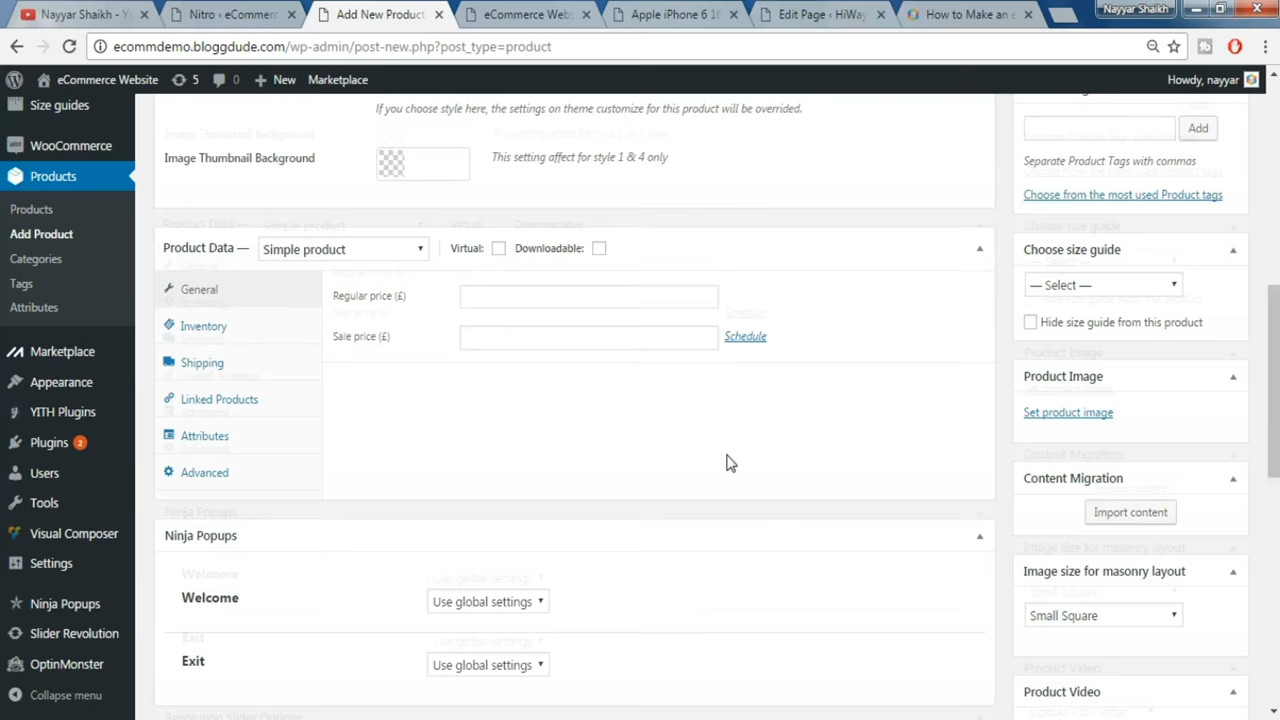 Nayyar Shaikh - Y
Nitro ‹ eCommerc
Add New Product
eCommerce Webs
Apple iPhone 6 16
Edit Page ‹ HiWay
How to Make an e
Nayyar Shaikh
ecommdemo.bloggdude.com/wp-admin/post-new.php?post_type=product
eCommerce Website
5
0
New
Marketplace
Howdy, nayyar
Size guides
WooCommerce
Products
Products
Add Product
Categories
Tags
Attributes
Marketplace
Appearance
YITH Plugins
Plugins 2
Users
Tools
Visual Composer
Settings
Ninja Popups
Slider Revolution
OptinMonster
Collapse menu
If you choose style here, the settings on theme customize for this product will be overrided.
Image Thumbnail Background
This setting affect for style 1 & 4 only
Product Data — Simple product
Virtual:
Downloadable:
General
Inventory
Shipping
Linked Products
Attributes
Advanced
Regular price (£)
Sale price (£)
Schedule
Ninja Popups
Welcome
Use global settings
Exit
Use global settings
Add
Separate Product Tags with commas
Choose from the most used Product tags
Choose size guide
— Select —
Hide size guide from this product
Product Image
Set product image
Content Migration
Import content
Image size for masonry layout
Small Square
Product Video